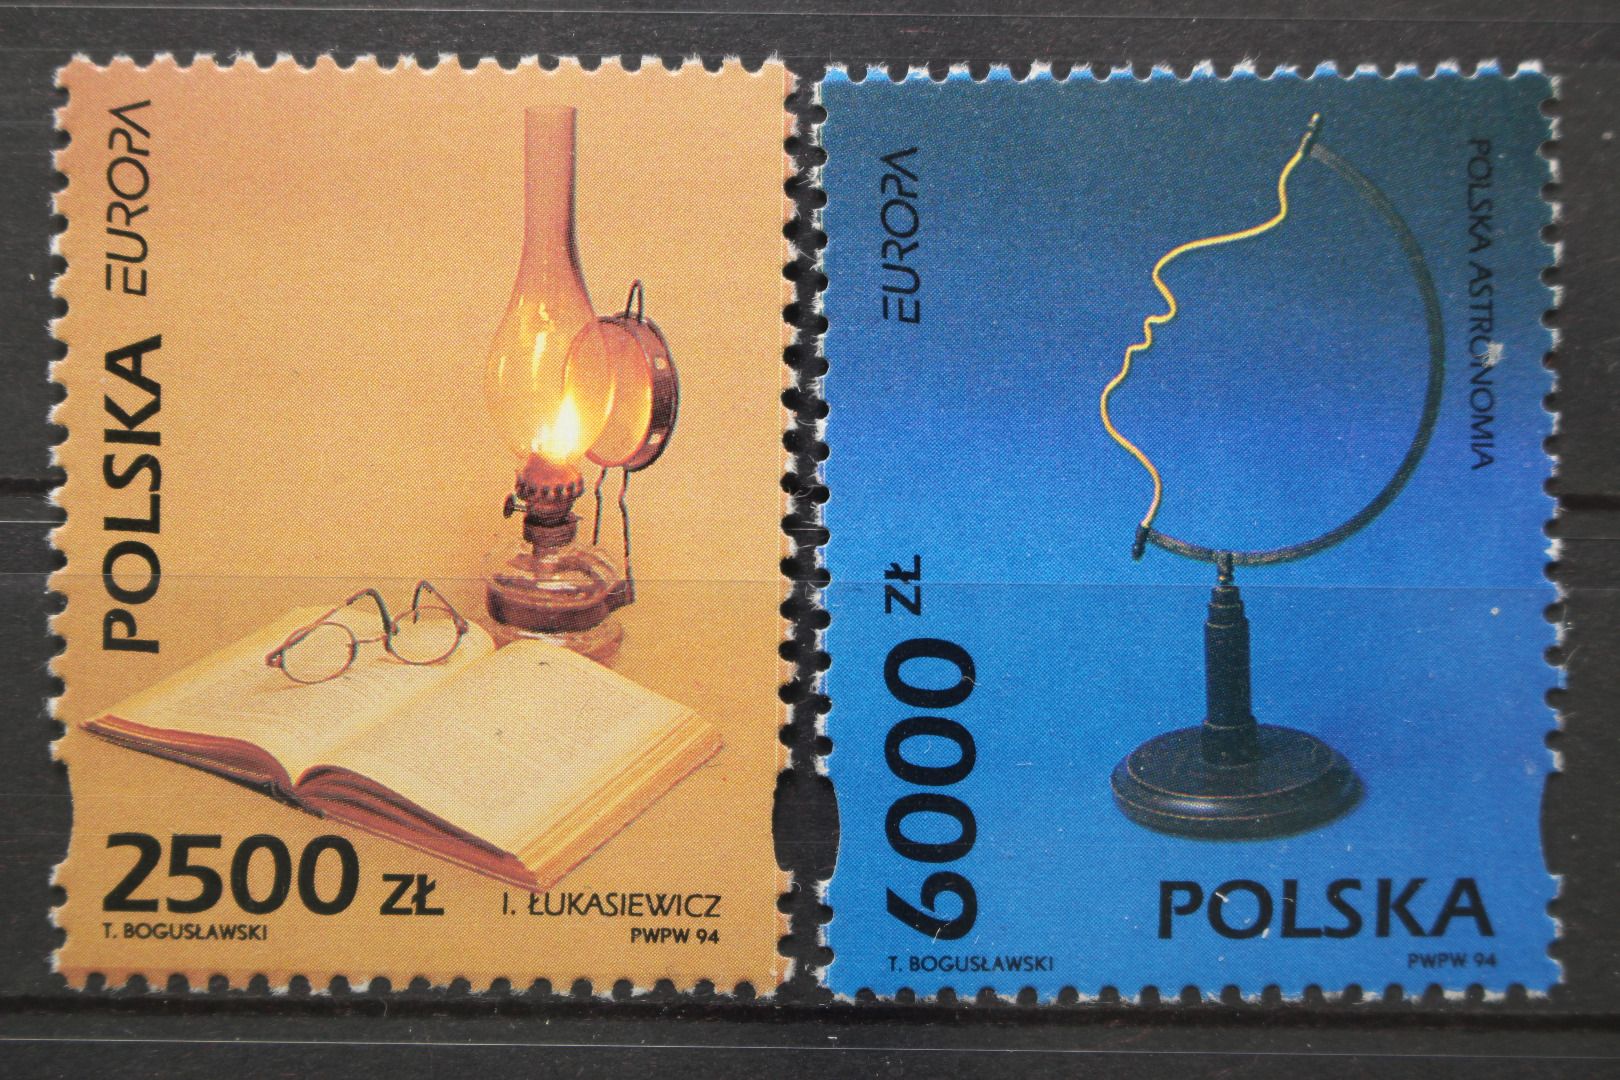 POLSKA EUROPA
2500 ZŁ
I. ŁUKASIEWICZ
T. BOGUSŁAWSKI
PWPW 94
EUROPA
POLSKA ASTRONOMIA
6000 ZŁ
POLSKA
T. BOGUSŁAWSKI
PWPW 94